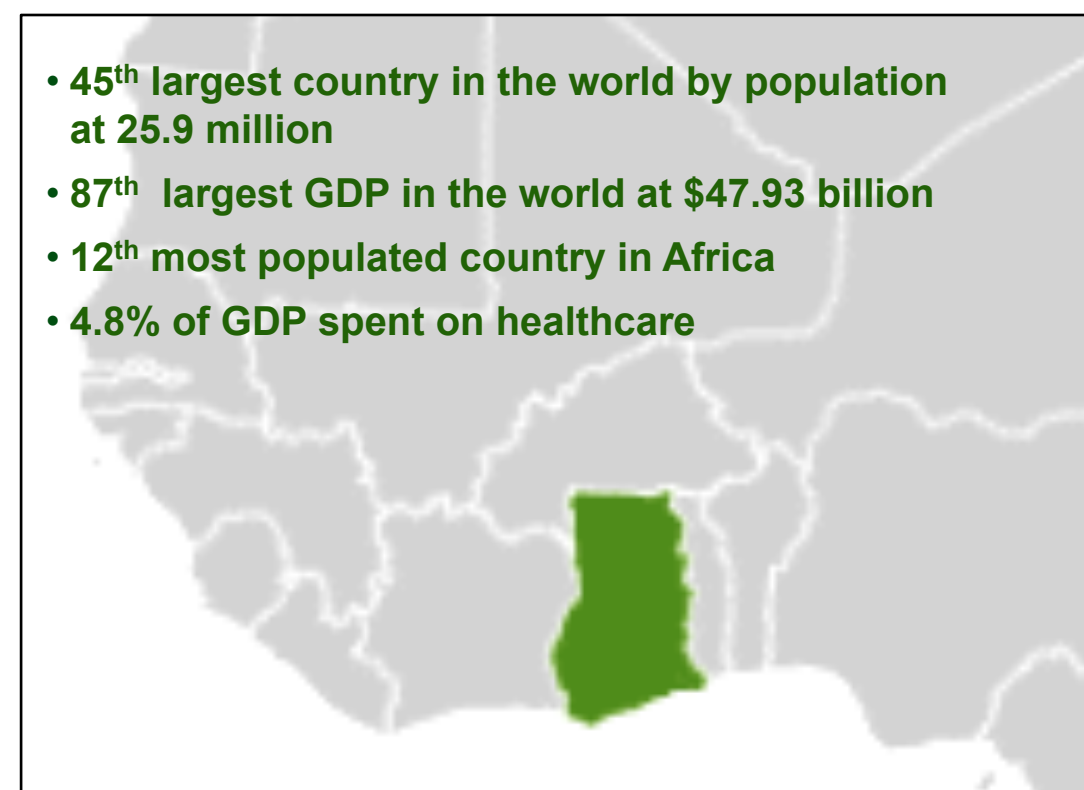 • 45th largest country in the world by population
at 25.9 million
• 87th  largest GDP in the world at $47.93 billion
• 12th most populated country in Africa
• 4.8% of GDP spent on healthcare